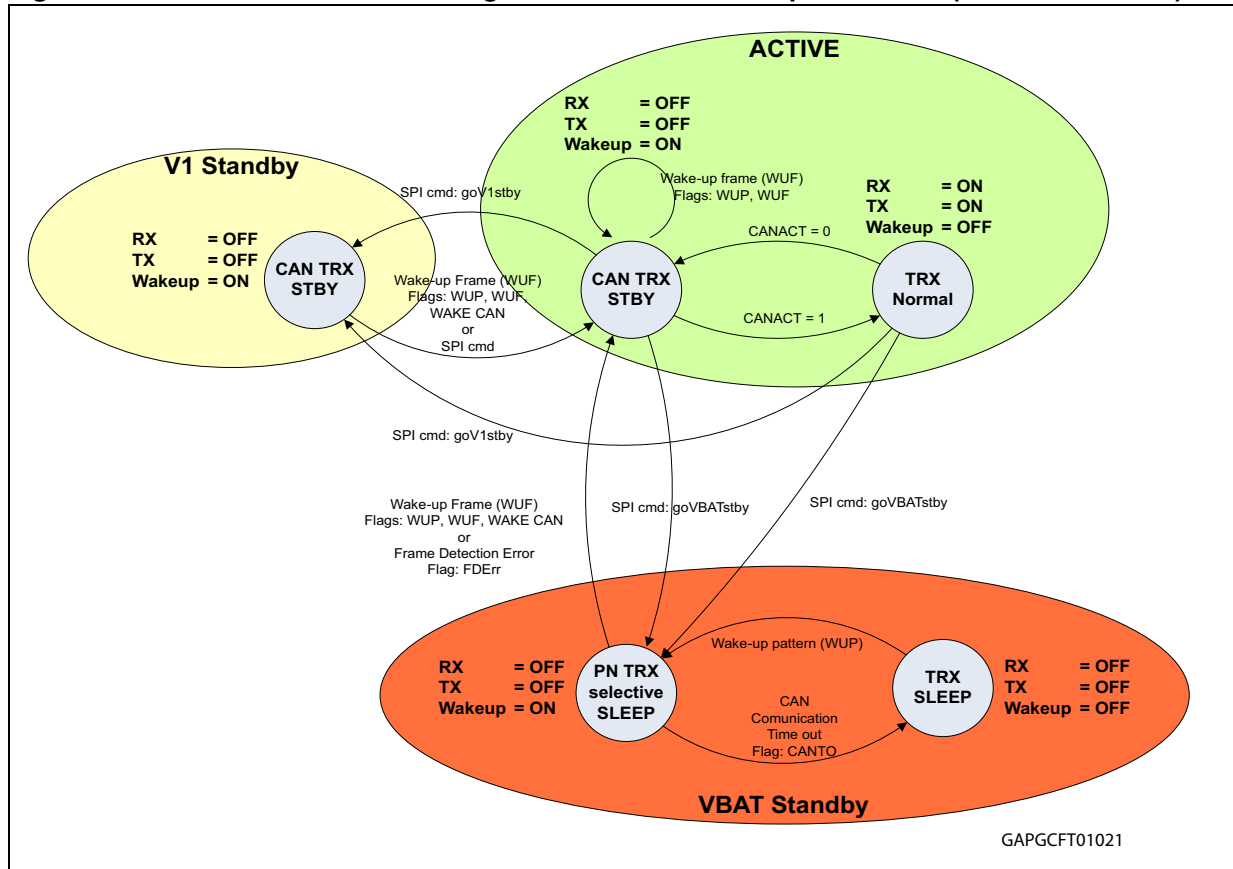 ACTIVE
RX = OFF
TX = OFF
Wakeup = ON
Wake-up frame (WUF)
Flags: WUP, WUF
RX = ON
TX = ON
Wakeup = OFF
CANACT = 0
CANACT = 1
CAN TRX
STBY
TRX
Normal
V1 Standby
RX = OFF
TX = OFF
Wakeup = ON
CAN TRX
STBY
SPI cmd: goV1stby
Wake-up Frame (WUF)
Flags: WUP, WUF,
WAKE CAN
or
SPI cmd
SPI cmd: goV1stby
Wake-up Frame (WUF)
Flags: WUP, WUF, WAKE CAN
or
Frame Detection Error
Flag: FDErr
SPI cmd: goVBATstby
SPI cmd: goVBATstby
RX = OFF
TX = OFF
Wakeup = ON
PN TRX
selective
SLEEP
Wake-up pattern (WUP)
CAN
Comunication
Time out
Flag: CANTO
TRX
SLEEP
RX = OFF
TX = OFF
Wakeup = OFF
VBAT Standby
GAPGCFT01021